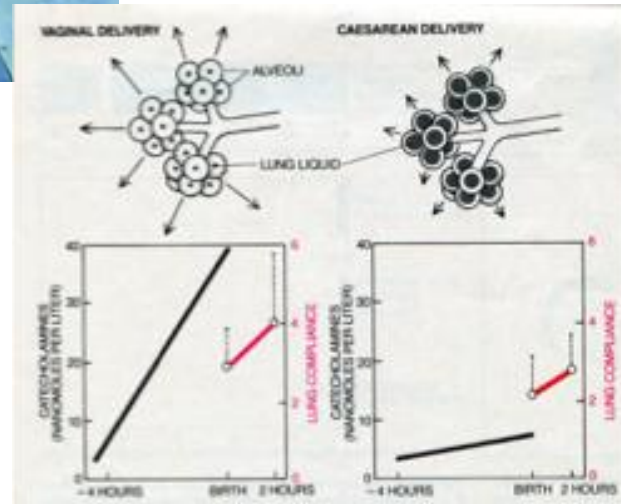 VAGINAL DELIVERY
CAESAREAN DELIVERY
ALVEOLI
LUNG LIQUID
CATECHOLAMINES
(NANOMOLES PER LITER)
40
30
20
10
0
6
4
2
0
LUNG COMPLIANCE
-4 HOURS
BIRTH
2 HOURS
CATECHOLAMINES
(NANOMOLES PER LITER)
40
30
20
10
0
6
4
2
0
LUNG COMPLIANCE
-4 HOURS
BIRTH
2 HOURS